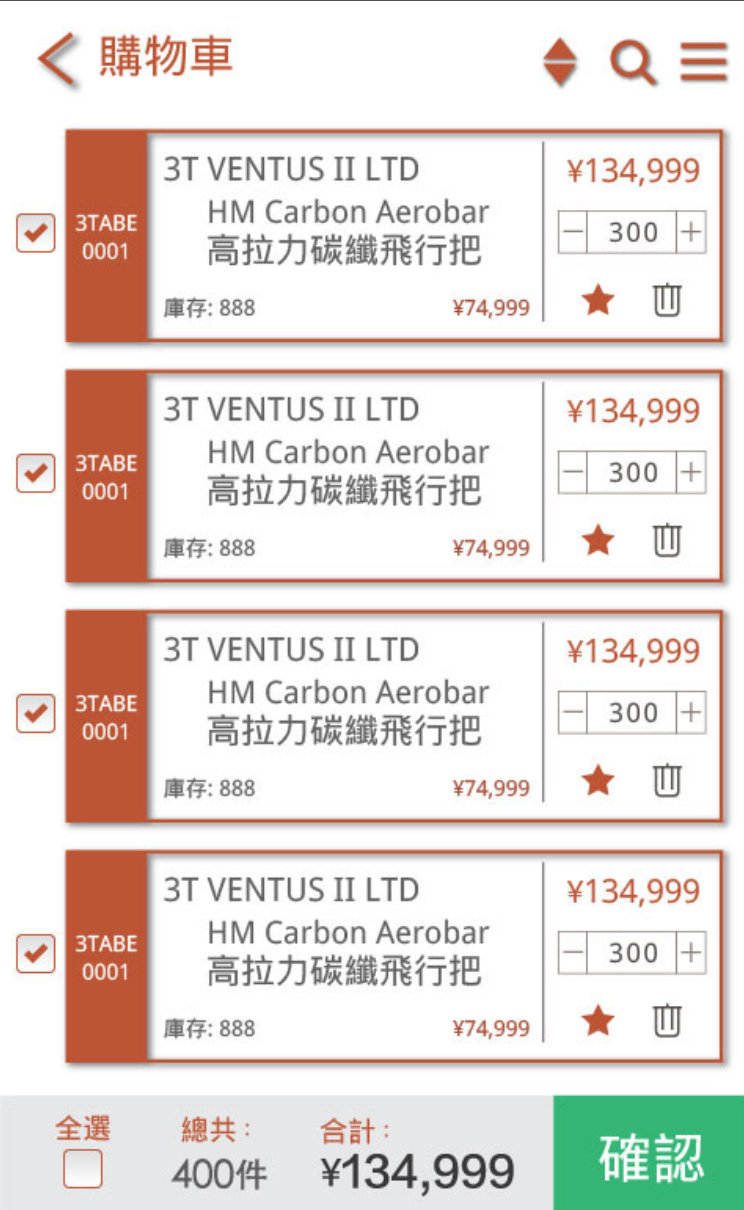 購物車
3TABE
0001
3T VENTUS II LTD
HM Carbon Aerobar
高拉力碳纖飛行把
庫存: 888
¥74,999
¥134,999
− 300 +
3TABE
0001
3T VENTUS II LTD
HM Carbon Aerobar
高拉力碳纖飛行把
庫存: 888
¥74,999
¥134,999
− 300 +
3TABE
0001
3T VENTUS II LTD
HM Carbon Aerobar
高拉力碳纖飛行把
庫存: 888
¥74,999
¥134,999
− 300 +
3TABE
0001
3T VENTUS II LTD
HM Carbon Aerobar
高拉力碳纖飛行把
庫存: 888
¥74,999
¥134,999
− 300 +
全選
總共：
400件
合計：
¥134,999
確認